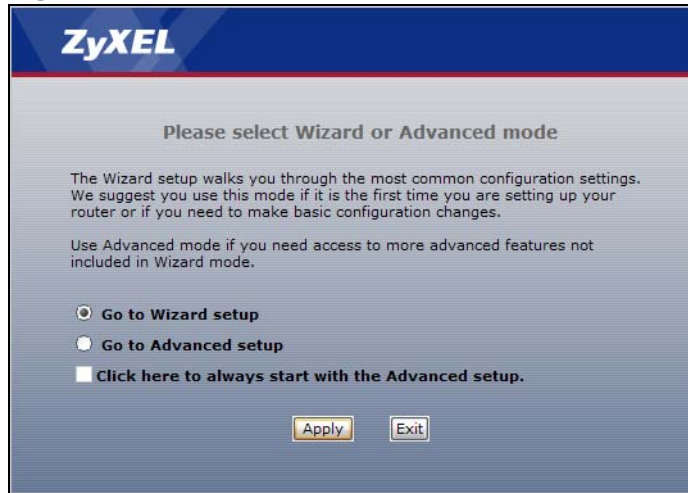 ZyXEL
Please select Wizard or Advanced mode
The Wizard setup walks you through the most common configuration settings.
We suggest you use this mode if it is the first time you are setting up your
router or if you need to make basic configuration changes.
Use Advanced mode if you need access to more advanced features not
included in Wizard mode.
Go to Wizard setup
Go to Advanced setup
Click here to always start with the Advanced setup.
Apply Exit